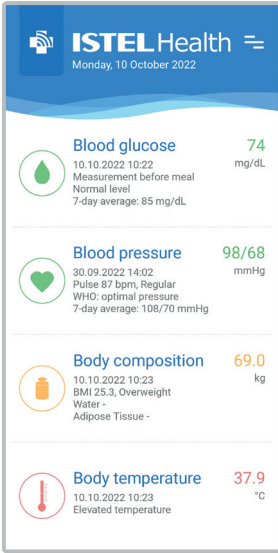 ISTEL Health
Monday, 10 October 2022
Blood glucose 74
10.10.2022 10:22 mg/dL
Measurement before meal
Normal level
7-day average: 85 mg/dL
Blood pressure 98/68
30.09.2022 14:02 mmHg
Pulse 87 bpm, Regular
WHO: optimal pressure
7-day average: 108/70 mmHg
Body composition 69.0
10.10.2022 10:23 kg
BMI 25.3, Overweight
Water -
Adipose Tissue -
Body temperature 37.9
10.10.2022 10:23 °C
Elevated temperature